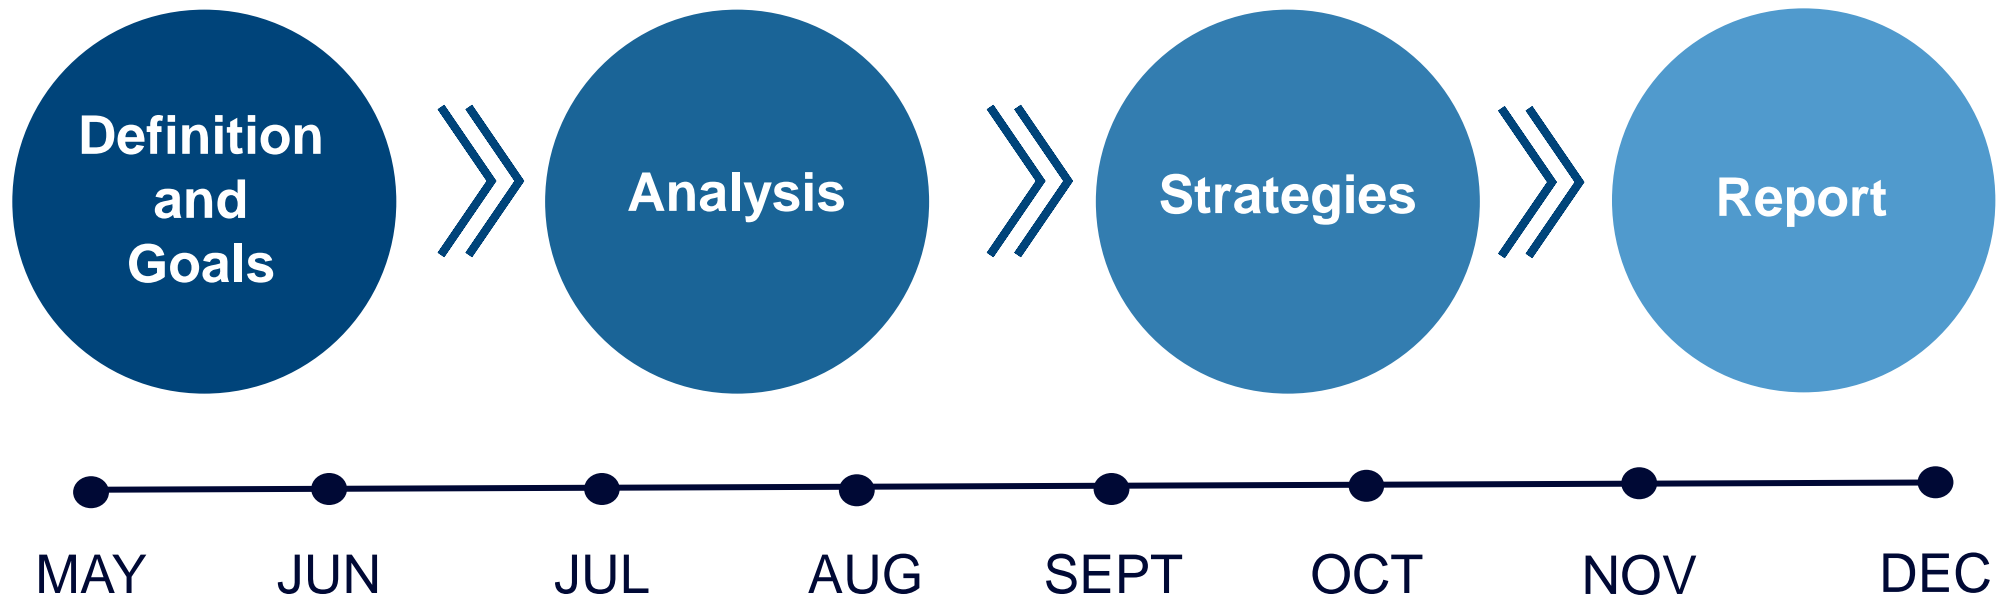 Definition
and
Goals
Analysis
Strategies
Report
MAY JUN JUL AUG SEPT OCT NOV DEC